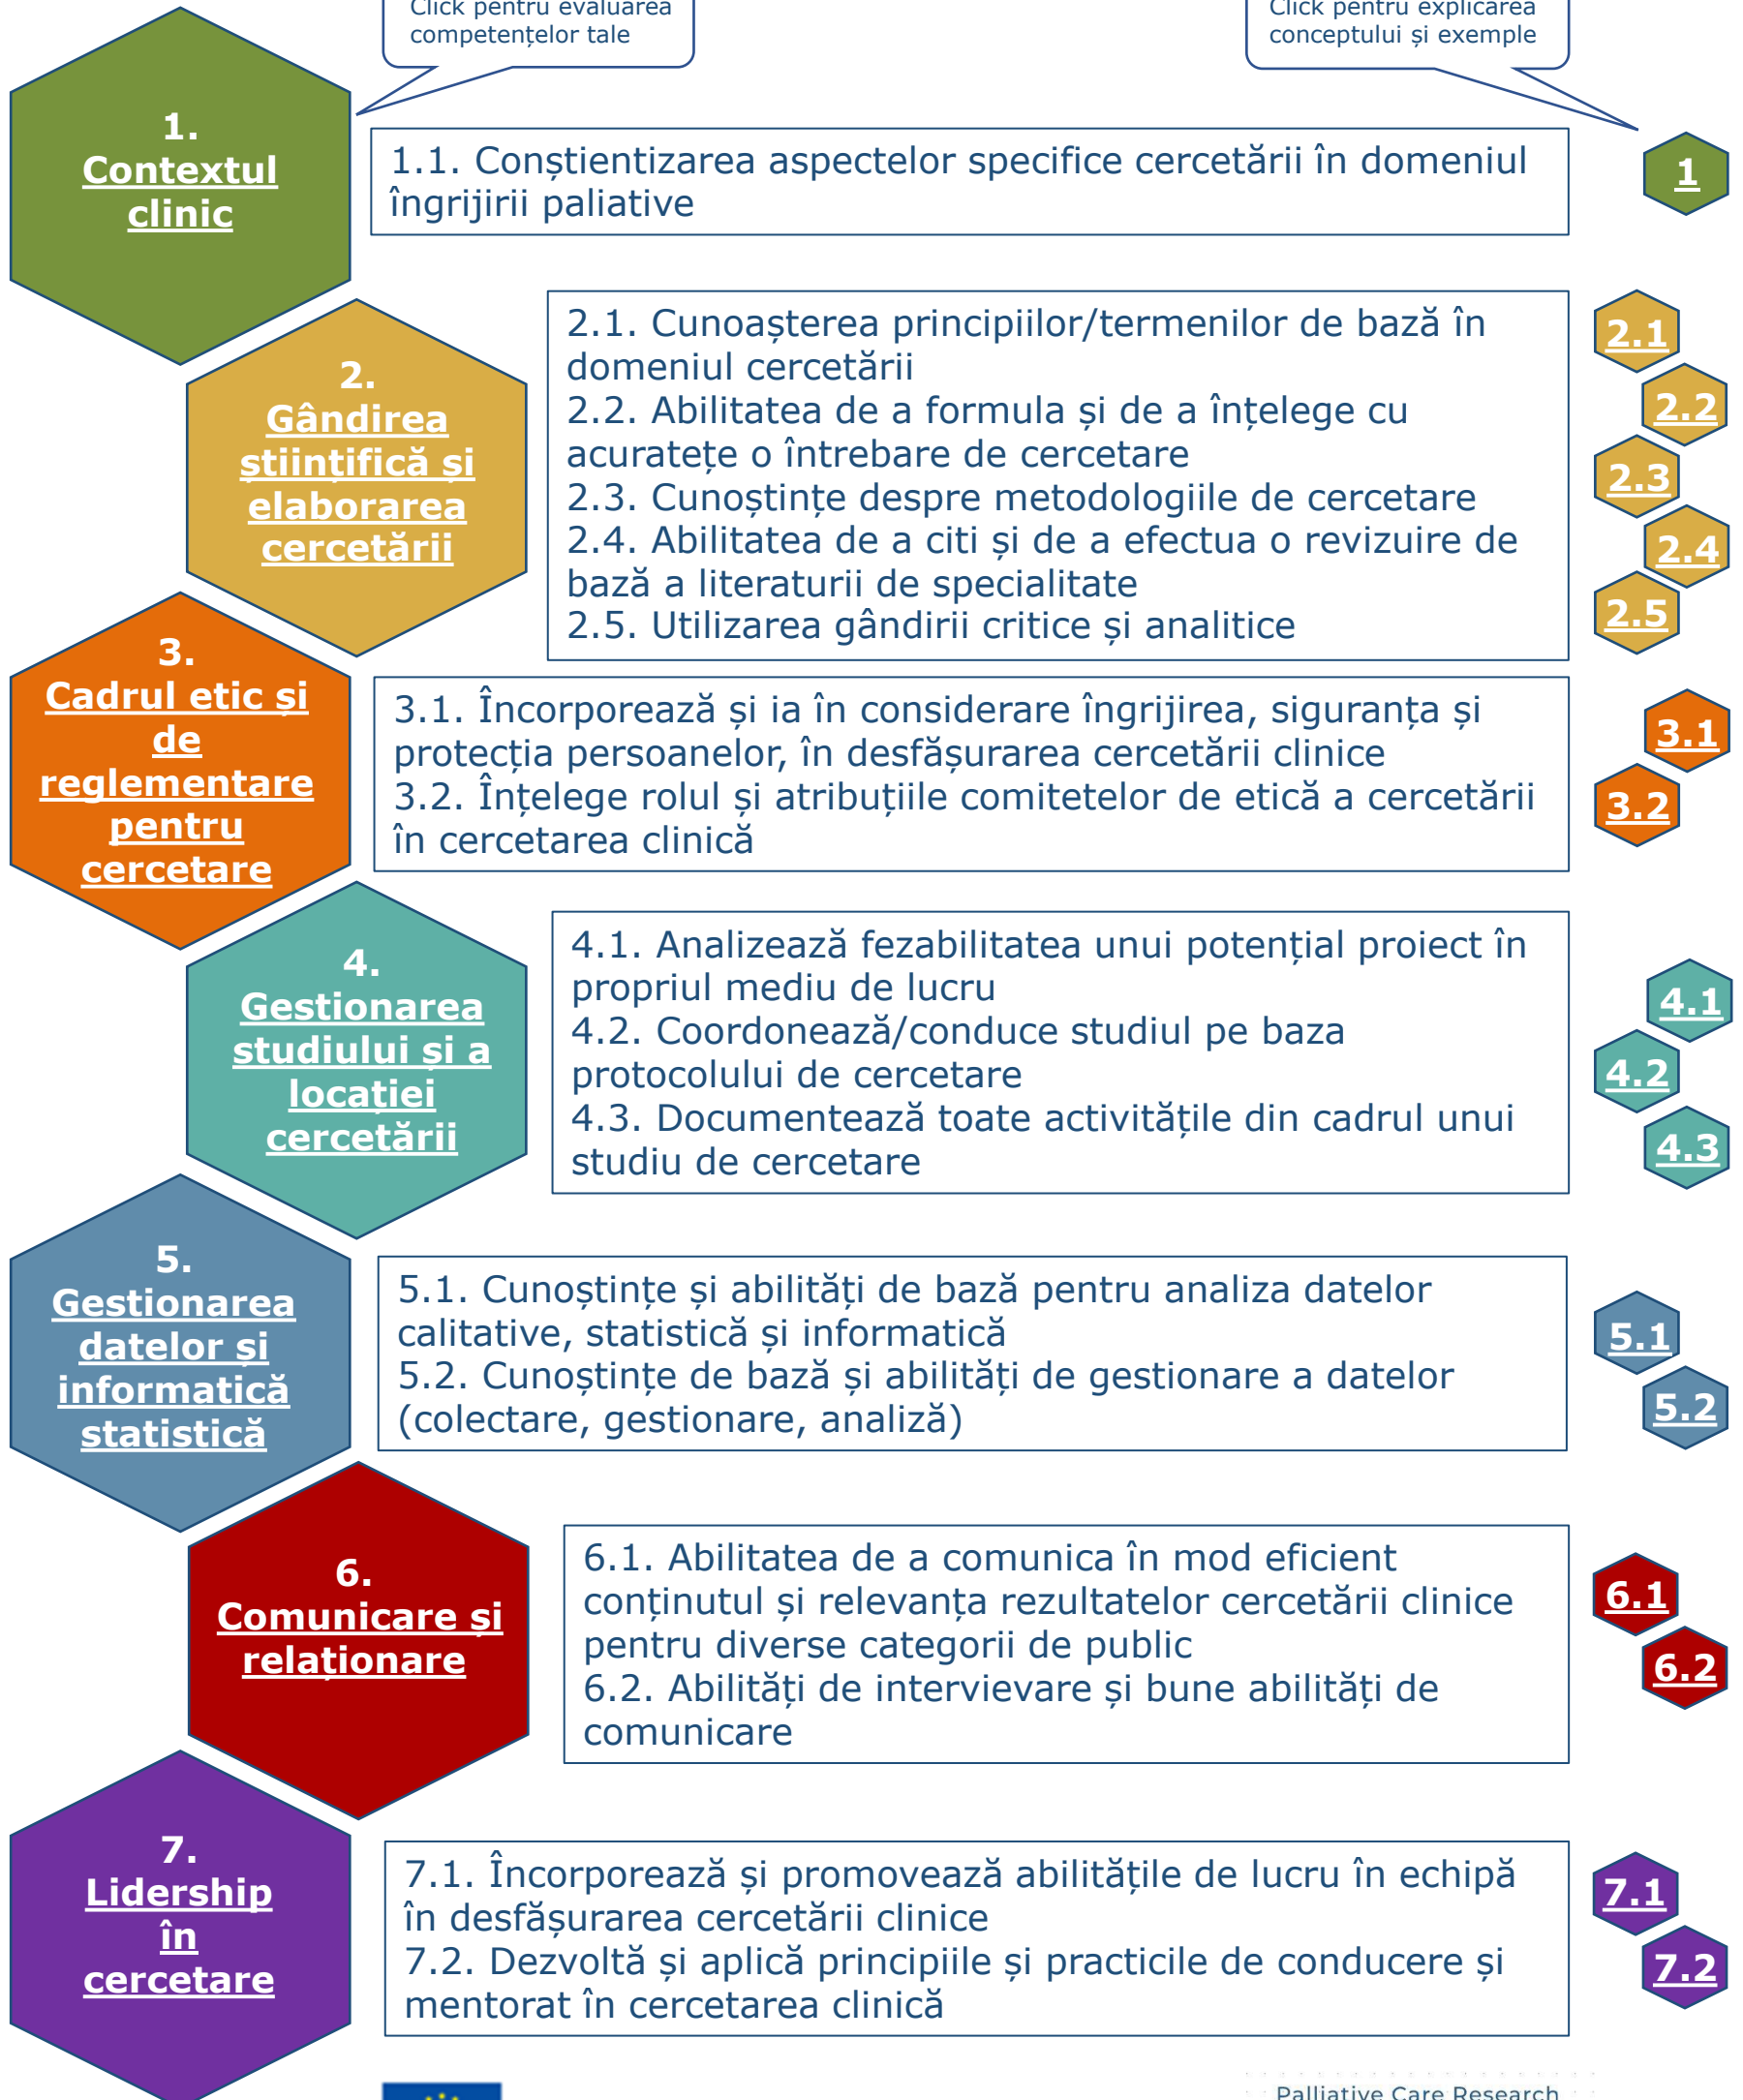 Click pentru evaluarea
competențelor tale
Click pentru explicarea
conceptului și exemple
1.
Contextul
clinic
1.1. Conștientizarea aspectelor specifice cercetării în domeniul
îngrijirii paliative
1
2.
Gândirea
științifică și
elaborarea
cercetării
2.1. Cunoașterea principiilor/termenilor de bază în
domeniul cercetării
2.2. Abilitatea de a formula și de a înțelege cu
acuratețe o întrebare de cercetare
2.3. Cunoștințe despre metodologiile de cercetare
2.4. Abilitatea de a citi și de a efectua o revizuire de
bază a literaturii de specialitate
2.5. Utilizarea gândirii critice și analitice
2.1
2.2
2.3
2.4
2.5
3.
Cadrul etic și
de
reglementare
pentru
cercetare
3.1. Încorporează și ia în considerare îngrijirea, siguranța și
protecția persoanelor, în desfășurarea cercetării clinice
3.2. Înțelege rolul și atribuțiile comitetelor de etică a cercetării
în cercetarea clinică
3.1
3.2
4.
Gestionarea
studiului și a
locației
cercetării
4.1. Analizează fezabilitatea unui potențial proiect în
propriul mediu de lucru
4.2. Coordonează/conduce studiul pe baza
protocolului de cercetare
4.3. Documentează toate activitățile din cadrul unui
studiu de cercetare
4.1
4.2
4.3
5.
Gestionarea
datelor și
informatică
statistică
5.1. Cunoștințe și abilități de bază pentru analiza datelor
calitative, statistică și informatică
5.2. Cunoștințe de bază și abilități de gestionare a datelor
(colectare, gestionare, analiză)
5.1
5.2
6.
Comunicare și
relaționare
6.1. Abilitatea de a comunica în mod eficient
conținutul și relevanța rezultatelor cercetării clinice
pentru diverse categorii de public
6.2. Abilități de intervievare și bune abilități de
comunicare
6.1
6.2
7.
Lidership
în
cercetare
7.1. Încorporează și promovează abilitățile de lucru în echipă
în desfășurarea cercetării clinice
7.2. Dezvoltă și aplică principiile și practicile de conducere și
mentorat în cercetarea clinică
7.1
7.2
Palliative Care Research